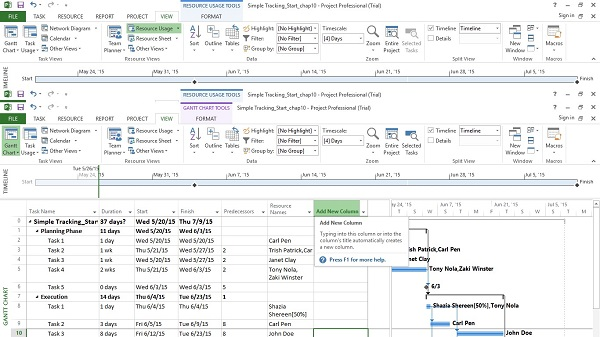 RESOURCE USAGE TOOLS
Simple Tracking_Start_chap10 - Project Professional (Trial)
Sign in
FILE TASK RESOURCE REPORT PROJECT VIEW FORMAT
Gantt Chart Task Usage Network Diagram Calendar Other Views Task Views
Team Planner Resource Usage Resource Sheet Other Views Resource Views
Sort Outline Tables Highlight: [No Highlight] Filter: [No Filter] Group by: [No Group] Timescale: [4] Days Data
Zoom Entire Project Selected Tasks Zoom
Timeline Timeline Details Split View
New Window Window
Macros Macros
TIMELINE
Start May 24, '15 May 31, '15 Jun 7, '15 Jun 14, '15 Jun 21, '15 Jun 28, '15 Jul 5, '15 Finish
RESOURCE USAGE TOOLS
GANTT CHART TOOLS Simple Tracking_Start_chap10 - Project Professional (Trial)
Sign in
FILE TASK RESOURCE REPORT PROJECT VIEW FORMAT
Gantt Chart Task Usage Network Diagram Calendar Other Views Task Views
Team Planner Resource Usage Resource Sheet Other Views Resource Views
Sort Outline Tables Highlight: [No Highlight] Filter: [No Filter] Group by: [No Group] Timescale: [4] Days Data
Zoom Entire Project Selected Tasks Zoom
Timeline Timeline Details Split View
New Window Window
Macros Macros
TIMELINE
Tue 5/26/15
Start May 24, '15 May 31, '15 Jun 7, '15 Jun 14, '15 Jun 21, '15 Jun 28, '15 Jul 5, '15 Finish
Task Name Duration Start Finish Predecessors Resource Names Add New Column
24, '15 Jun 7, '15 Jun 21, '15 Jul 5, '15
T S W S T M F T S W
0 Simple Tracking_Start 37 days? Wed 5/20/15 Thu 7/9/15
1 Planning Phase 11 days Wed 5/20/15 Wed 6/3/15
2 Task 1 1 day Wed 5/20/15 Wed 5/20/15 Carl Pen
3 Task 2 1 wk Thu 5/21/15 Wed 5/27/15 2 Trish Patrick,Car
4 Task 3 1 wk Thu 5/21/15 Wed 5/27/15 2 Janet Clay
5 Task 4 2 wks Thu 5/21/15 Wed 6/3/15 2 Tony Nola,
Zaki Winster
6 Task 5 0 days Wed 6/3/15 Wed 6/3/15 5
7 Execution 14 days Thu 6/4/15 Tue 6/23/15 1
8 Task 1 1 day Thu 6/4/15 Thu 6/4/15 Shazia
Shereen[50%]
9 Task 2 3 days Fri 6/5/15 Tue 6/9/15 8 Carl Pen
10 Task 3 8 days Fri 6/12/15 Tue 6/23/15 8 John Doe
Add New Column
Typing into this column or into the
column's title automatically creates
a new column.
Press F1 for more help.
ish Patrick,Carl Pen
net Clay
Tony Nola,Zaki Winster
6/3
Shazia Shereen[50%],Tony Nola
Carl Pen
John Doe
GANTT CHART